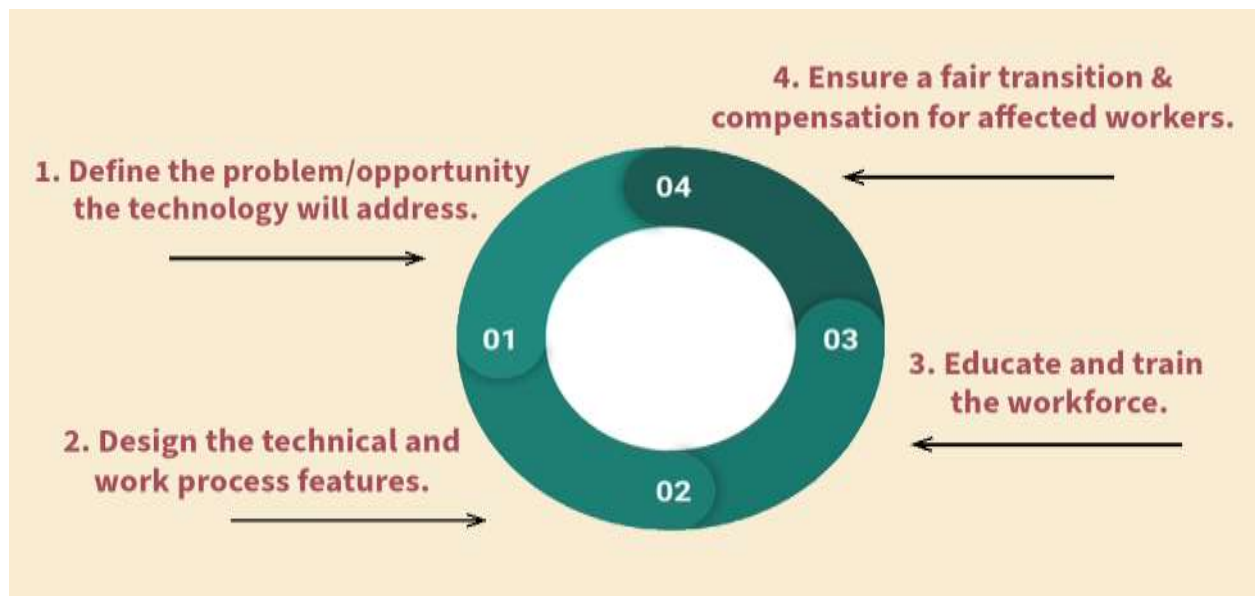 1. Define the problem/opportunity
the technology will address.
2. Design the technical and
work process features.
3. Educate and train
the workforce.
4. Ensure a fair transition &
compensation for affected workers.
01
02
03
04